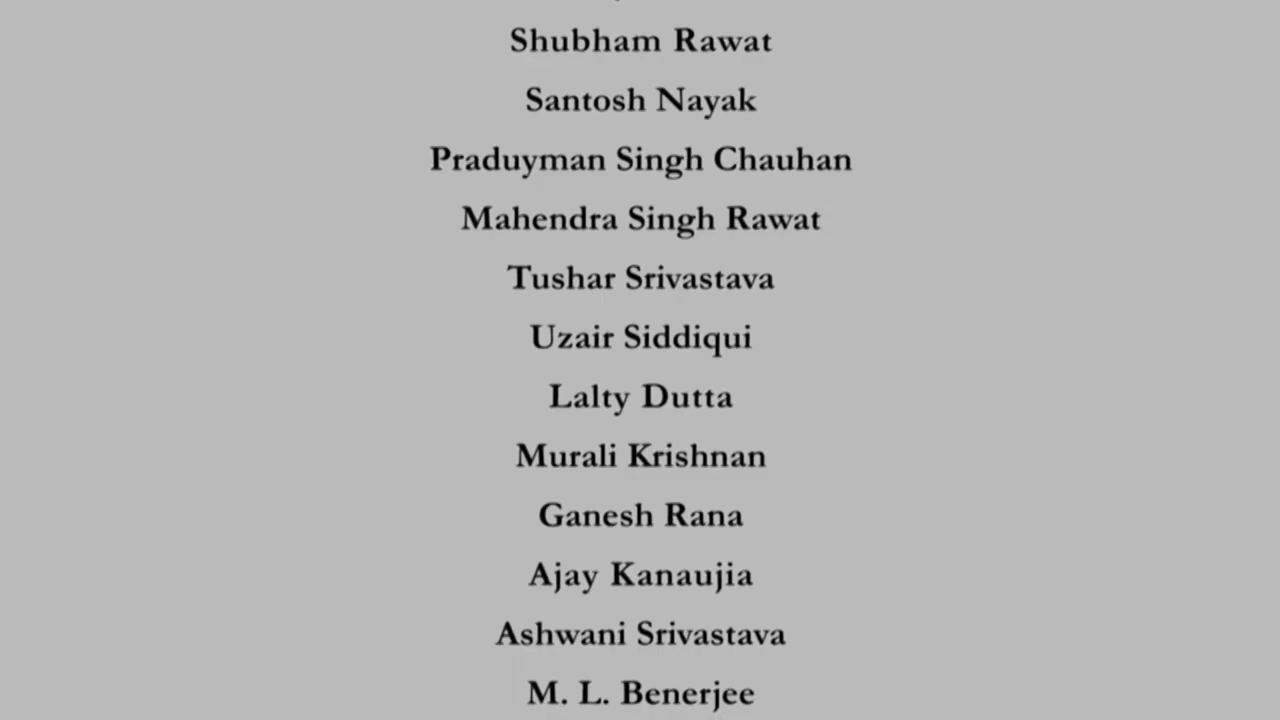 Shubham Rawat
Santosh Nayak
Praduyman Singh Chauhan
Mahendra Singh Rawat
Tushar Srivastava
Uzair Siddiqui
Lalty Dutta
Murali Krishnan
Ganesh Rana
Ajay Kanaujia
Ashwani Srivastava
M. L. Benerjee